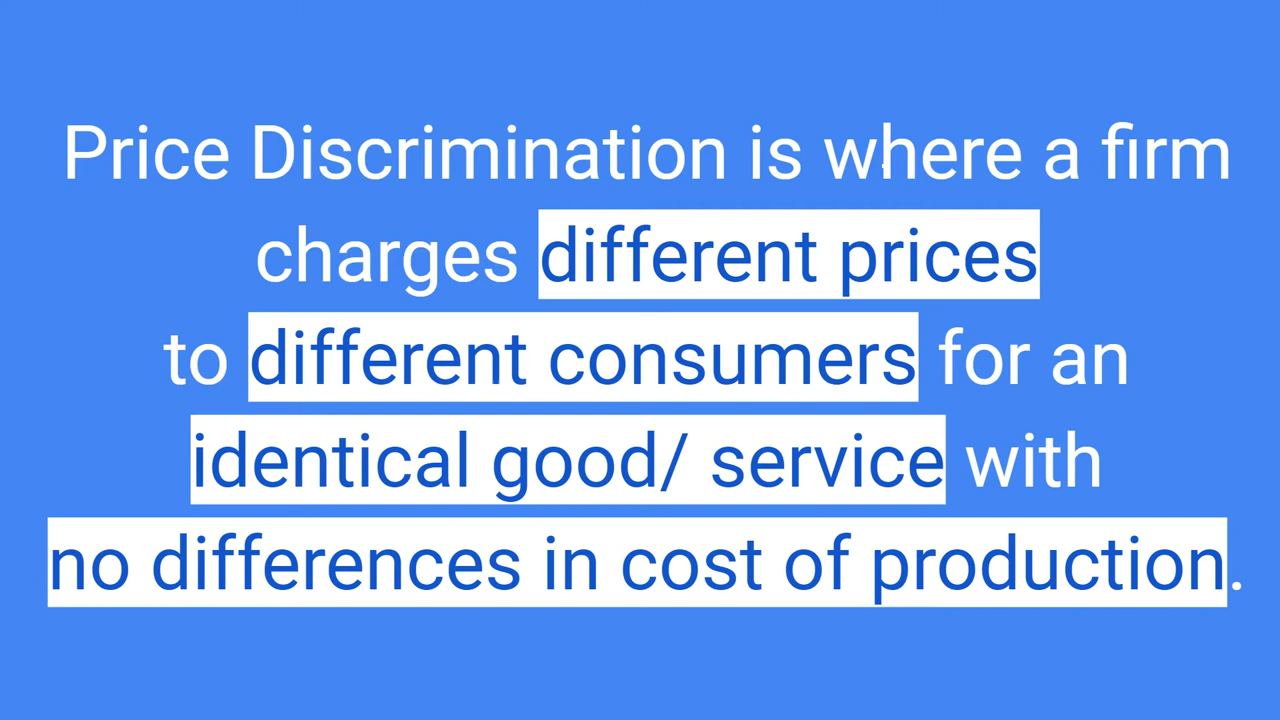 Price Discrimination is where a firm
charges different prices
to different consumers for an
identical good/ service with
no differences in cost of production.